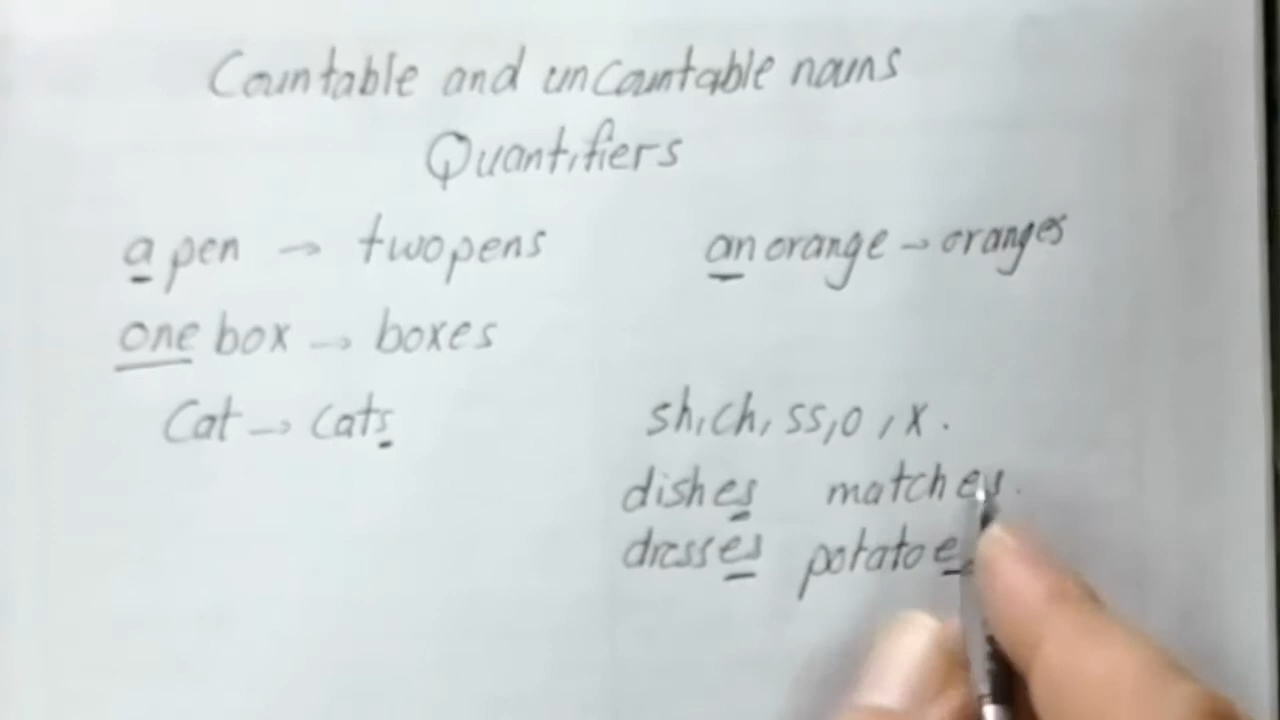 Countable and uncountable nouns
Quantifiers
a pen → two pens
an orange → oranges
one box → boxes
Cat → Cats
sh, ch, ss, o, x.
dishes matches.
dresses potatoe